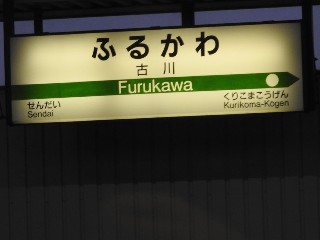 ふるかわ
古川
Furukawa
せんだい
Sendai
くりこまこうげん
Kurikoma-Kōgen